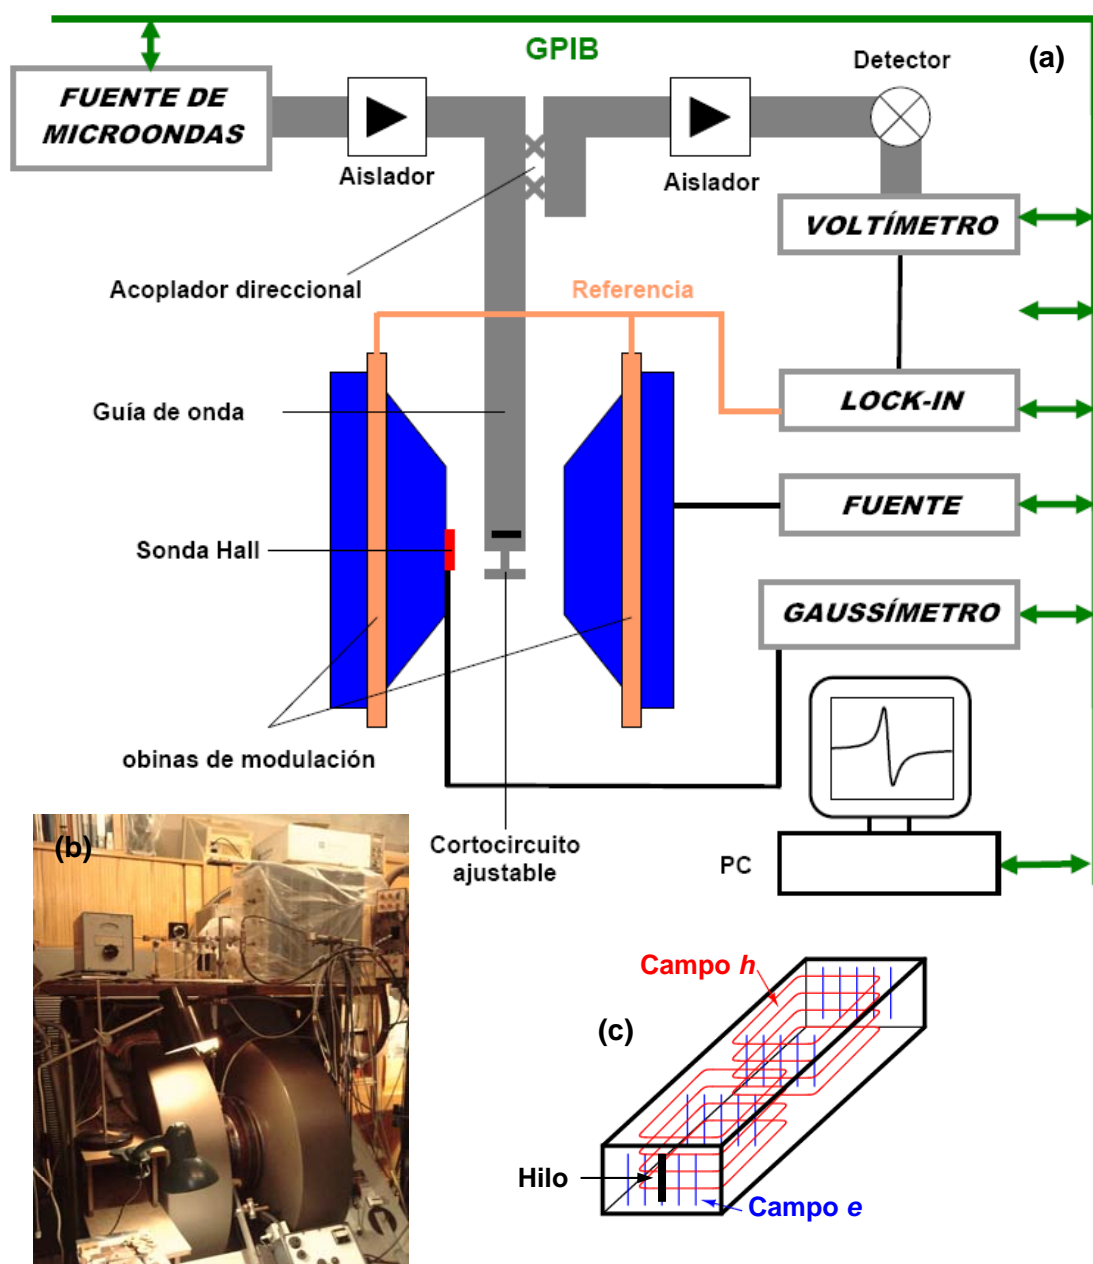 GPIB
(a)
Detector
FUENTE DE
MICROONDAS
Aislador
Aislador
VOLTÍMETRO
Acoplador direccional
Referencia
Guía de onda
LOCK-IN
FUENTE
Sonda Hall
GAUSSÍMETRO
obinas de modulación
Cortocircuito
ajustable
PC
(b)
Campo h
(c)
Hilo
Campo e